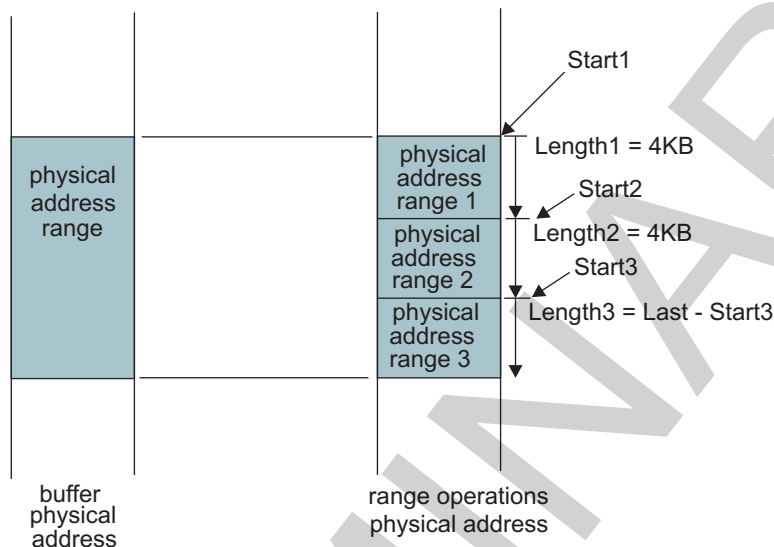 Start1
physical
address
range
physical
address
range 1
Length1 = 4KB
Start2
physical
address
range 2
Length2 = 4KB
Start3
physical
address
range 3
Length3 = Last - Start3
buffer
physical
address
range operations
physical address